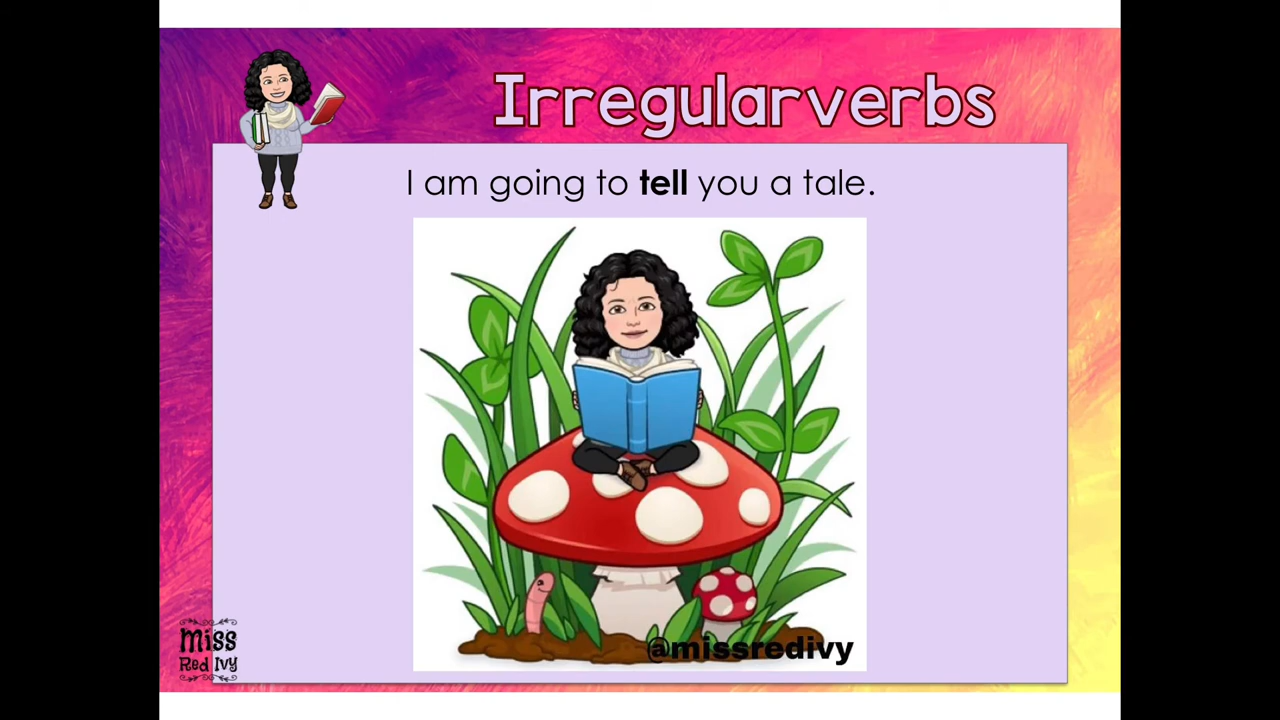 Irregularverbs
I am going to tell you a tale.
@missredivy
Miss
Red Ivy